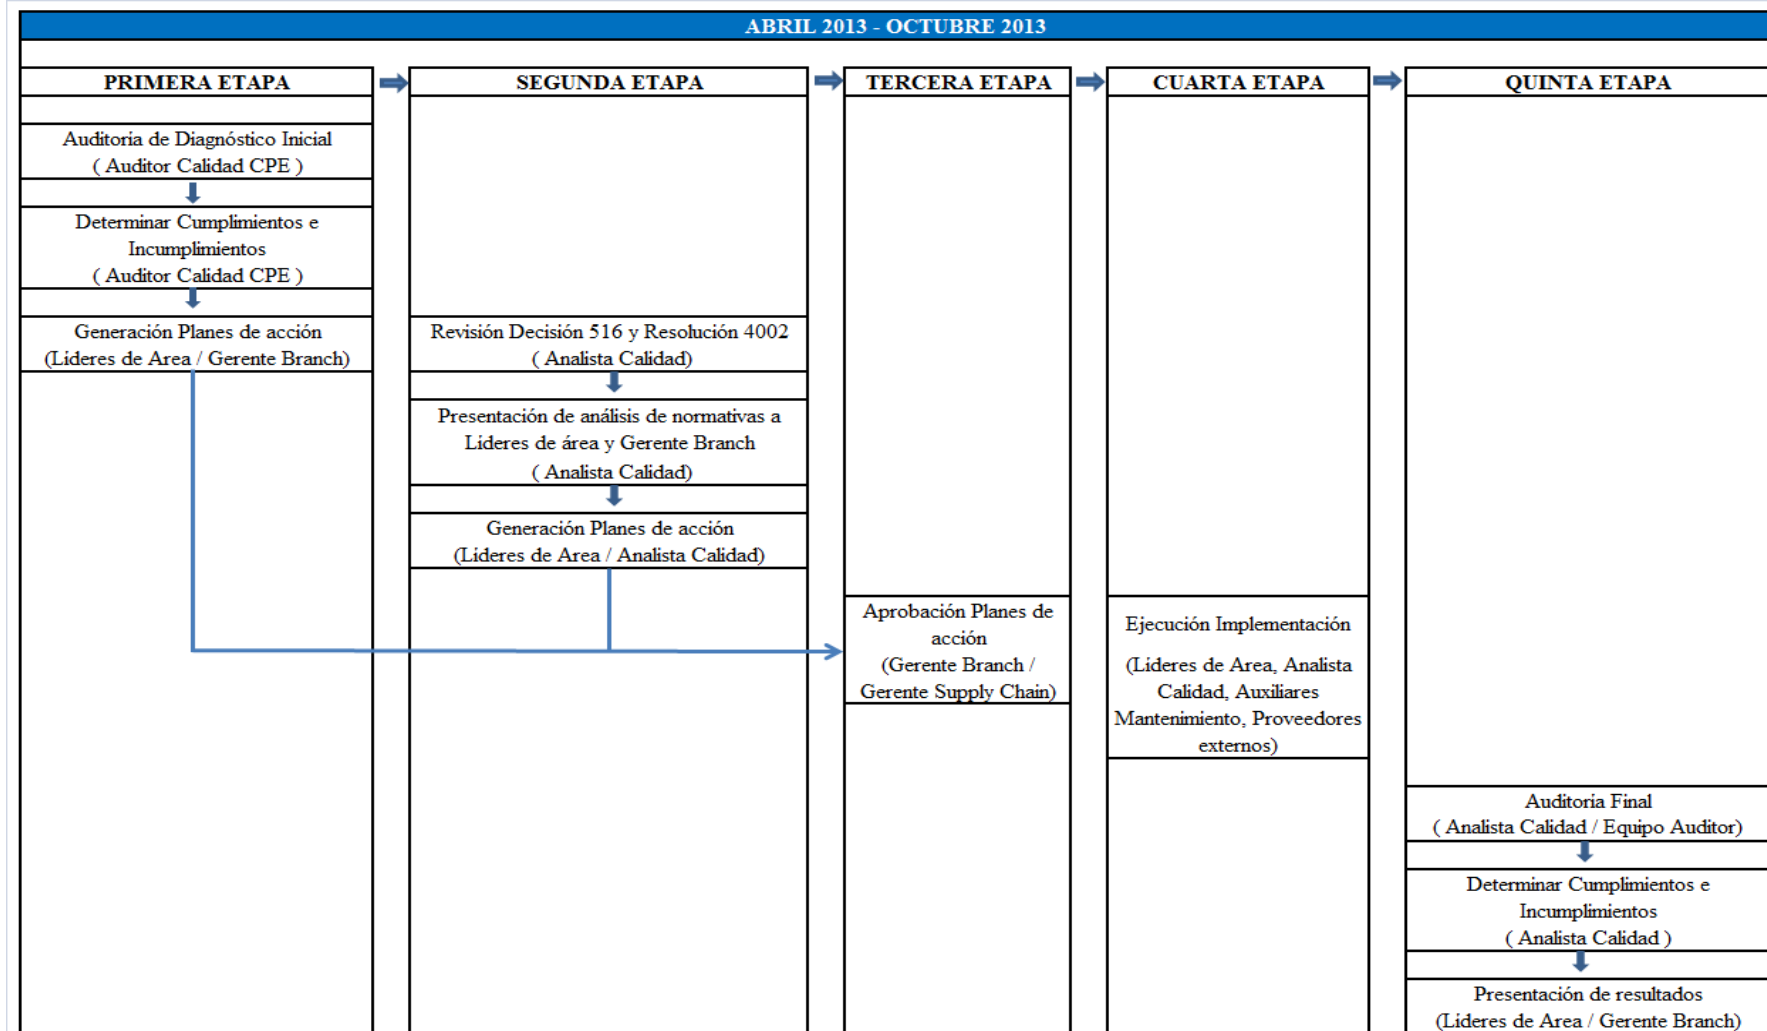 ABRIL 2013 - OCTUBRE 2013
PRIMERA ETAPA
SEGUNDA ETAPA
TERCERA ETAPA
CUARTA ETAPA
QUINTA ETAPA
Auditoria de Diagnóstico Inicial
( Auditor Calidad CPE )
Determinar Cumplimientos e
Incumplimientos
( Auditor Calidad CPE )
Generación Planes de acción
(Lideres de Area / Gerente Branch)
Revisión Decisión 516 y Resolución 4002
( Analista Calidad)
Presentación de análisis de normativas a
Lideres de área y Gerente Branch
( Analista Calidad)
Generación Planes de acción
(Lideres de Area / Analista Calidad)
Aprobación Planes de
acción
(Gerente Branch /
Gerente Supply Chain)
Ejecución Implementación
(Lideres de Area, Analista
Calidad, Auxiliares
Mantenimiento, Proveedores
externos)
Auditoria Final
( Analista Calidad / Equipo Auditor)
Determinar Cumplimientos e
Incumplimientos
( Analista Calidad )
Presentación de resultados
(Lideres de Area / Gerente Branch)